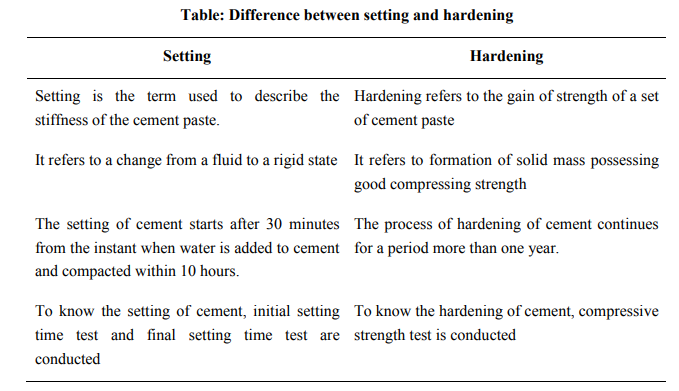 Table: Difference between setting and hardening
Setting
Hardening
Setting is the term used to describe the
stiffness of the cement paste.
Hardening refers to the gain of strength of a set
of cement paste
It refers to a change from a fluid to a rigid state
It refers to formation of solid mass possessing
good compressing strength
The setting of cement starts after 30 minutes
from the instant when water is added to cement
and compacted within 10 hours.
The process of hardening of cement continues
for a period more than one year.
To know the setting of cement, initial setting
time test and final setting time test are
conducted
To know the hardening of cement, compressive
strength test is conducted